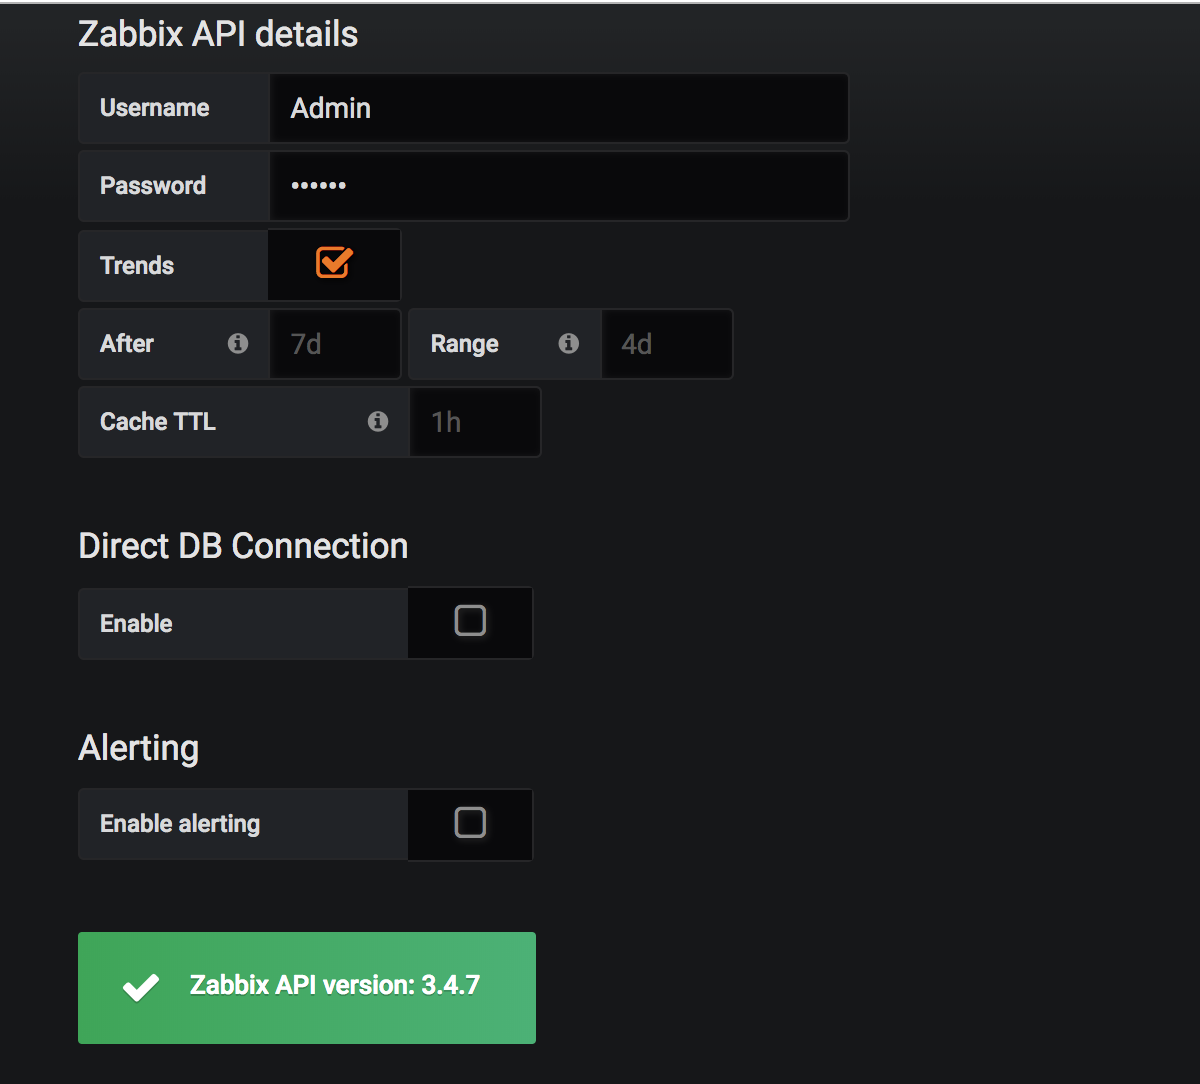 Zabbix API details
Username Admin
Password ••••••
Trends
After 7d Range 4d
Cache TTL 1h
Direct DB Connection
Enable
Alerting
Enable alerting
Zabbix API version: 3.4.7